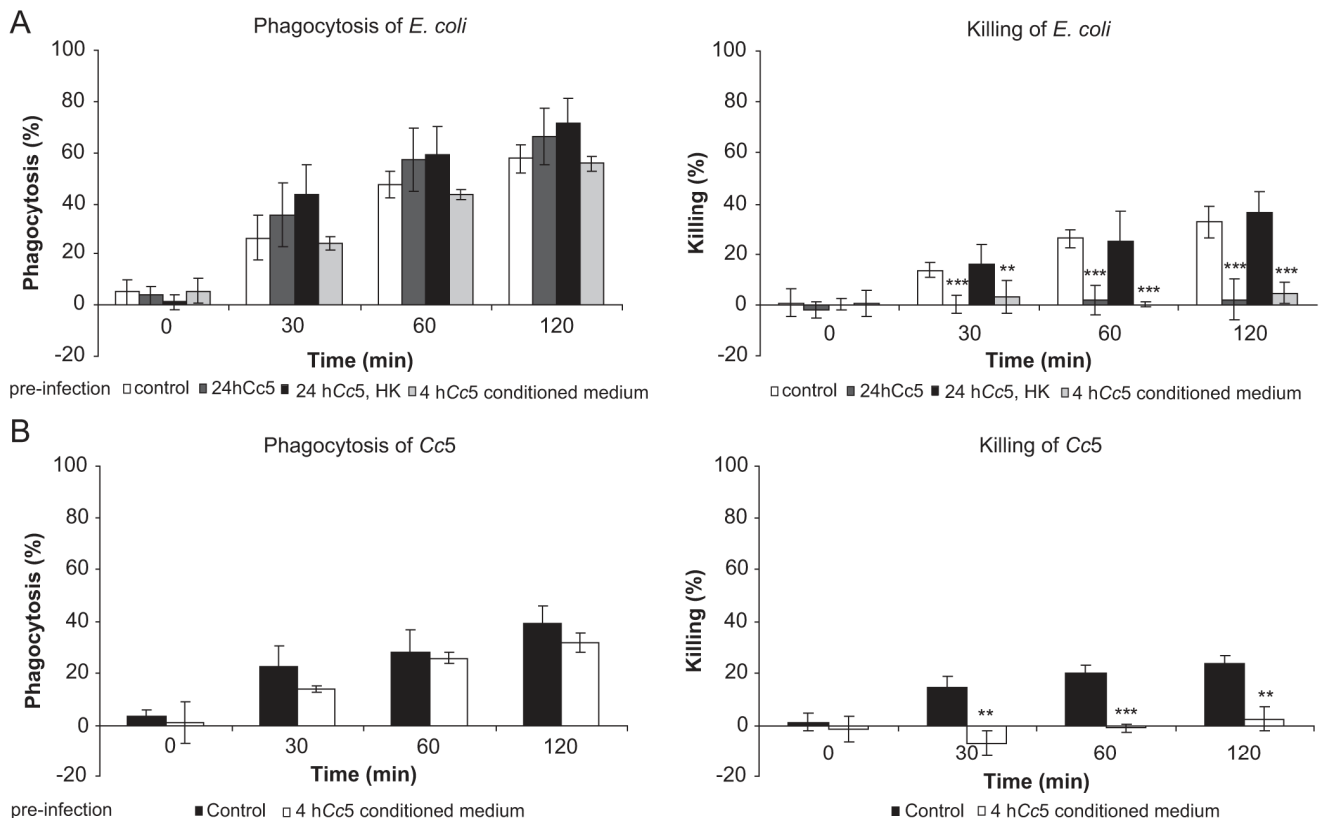 A
Phagocytosis of E. coli
100
80
60
40
20
0
-20
Phagocytosis (%)
0 30 60 120
Time (min)
pre-infection control 24hCc5 24 hCc5, HK 4 hCc5 conditioned medium
Killing of E. coli
100
80
60
40
20
0
-20
Killing (%)
*** ** *** *** *** ***
0 30 60 120
Time (min)
control 24hCc5 24 hCc5, HK 4 hCc5 conditioned medium
B
Phagocytosis of Cc5
100
80
60
40
20
0
-20
Phagocytosis (%)
0 30 60 120
Time (min)
pre-infection Control 4 hCc5 conditioned medium
Killing of Cc5
100
80
60
40
20
0
-20
Killing (%)
** *** **
0 30 60 120
Time (min)
Control 4 hCc5 conditioned medium